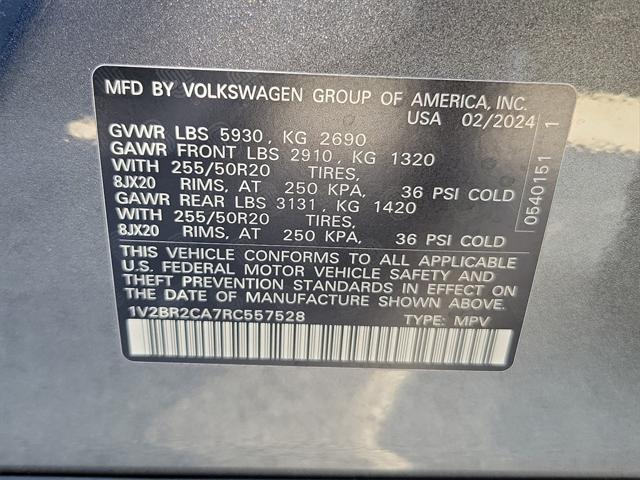 MFD BY VOLKSWAGEN GROUP OF AMERICA, INC.
USA 02/2024
GVWR LBS 5930, KG 2690
GAWR FRONT LBS 2910, KG 1320
WITH 255/50R20 TIRES,
8JX20 RIMS, AT 250 KPA, 36 PSI COLD
GAWR REAR LBS 3131, KG 1420
WITH 255/50R20 TIRES,
8JX20 RIMS, AT 250 KPA, 36 PSI COLD
THIS VEHICLE CONFORMS TO ALL APPLICABLE
U.S. FEDERAL MOTOR VEHICLE SAFETY AND
THEFT PREVENTION STANDARDS IN EFFECT ON
THE DATE OF MANUFACTURE SHOWN ABOVE.
1V2BR2CA7RC557528 TYPE: MPV
0540151 1